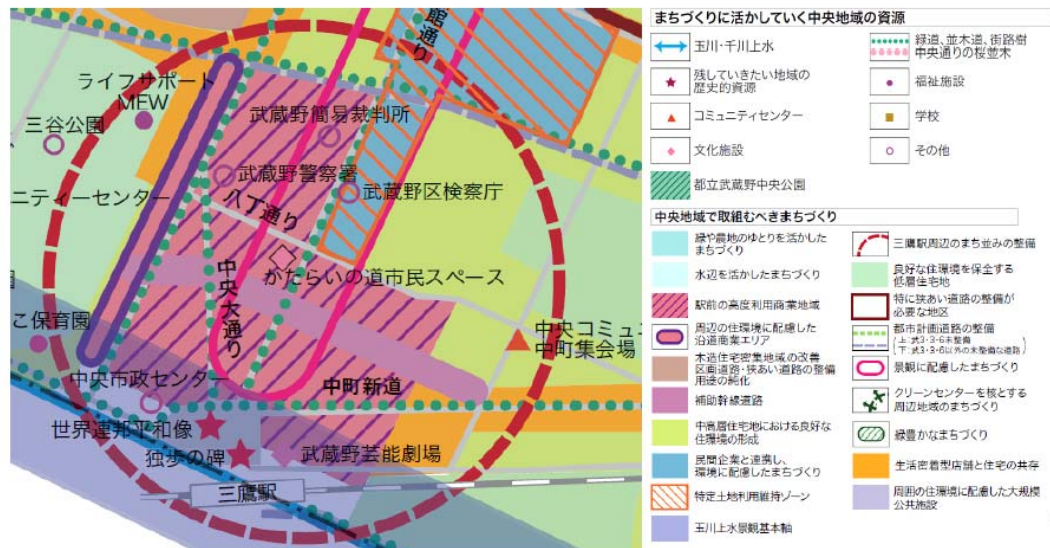 館通り
ライフサポート
MEW
三谷公園
武蔵野簡易裁判所
武蔵野警察署
武蔵野区検察庁
ニティーセンター
八丁通り
かたらいの道市民スペース
中央大通り
こ保育園
中央コミュニ
中町集会場
中央市政センター
中町新道
世界連邦平和像
独歩の碑
武蔵野芸能劇場
三鷹駅
まちづくりに活かしていく中央地域の資源
玉川・千川上水
緑道、並木道、街路樹
中央通りの桜並木
残していきたい地域の
歴史的資源
福祉施設
コミュニティセンター
学校
文化施設
その他
都立武蔵野中央公園
中央地域で取組むべきまちづくり
緑や農地のゆとりを活かした
まちづくり
三鷹駅周辺のまち並みの整備
水辺を活かしたまちづくり
良好な住環境を保全する
低層住宅地
駅前の高度利用商業地域
特に狭あい道路の整備が
必要な地区
周辺の住環境に配慮した
沿道商業エリア
都市計画道路の整備
(上:武3・3・6未整備
下:武3・3・6以外の未整備な道路)
木造住宅密集地域の改善
区画道路・狭あい道路の整備
用途の純化
景観に配慮したまちづくり
補助幹線道路
クリーンセンターを核とする
周辺地域のまちづくり
中高層住宅地における良好な
住環境の形成
緑豊かなまちづくり
民間企業と連携し、
環境に配慮したまちづくり
生活密着型店舗と住宅の共存
特定土地利用維持ゾーン
周囲の住環境に配慮した大規模
公共施設
玉川上水景観基本軸